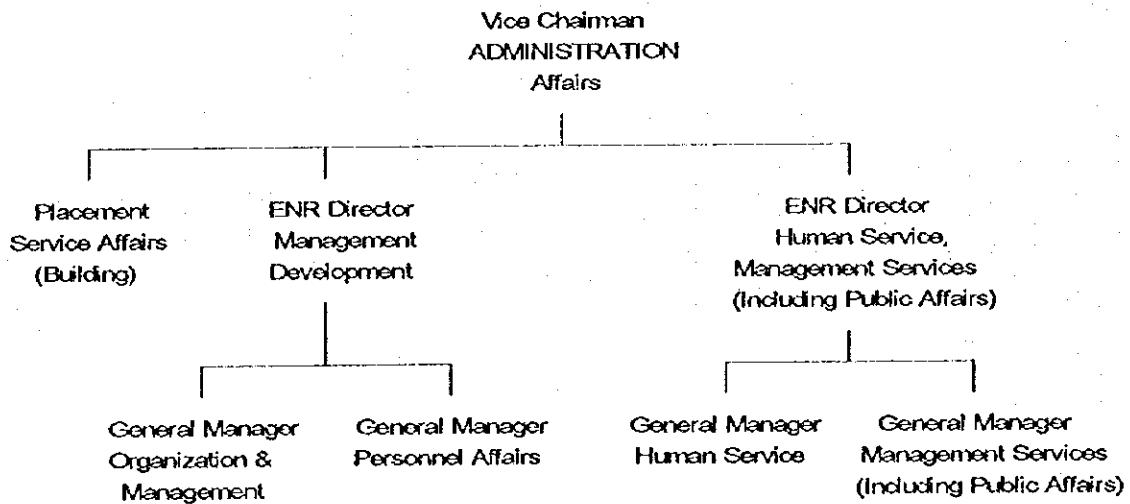 Vice Chairman
ADMINISTRATION
Affairs
Placement
Service Affairs
(Building)
ENR Director
Management
Development
ENR Director
Human Service,
Management Services
(Including Public Affairs)
General Manager
Organization &
Management
General Manager
Personnel Affairs
General Manager
Human Service
General Manager
Management Services
(Including Public Affairs)